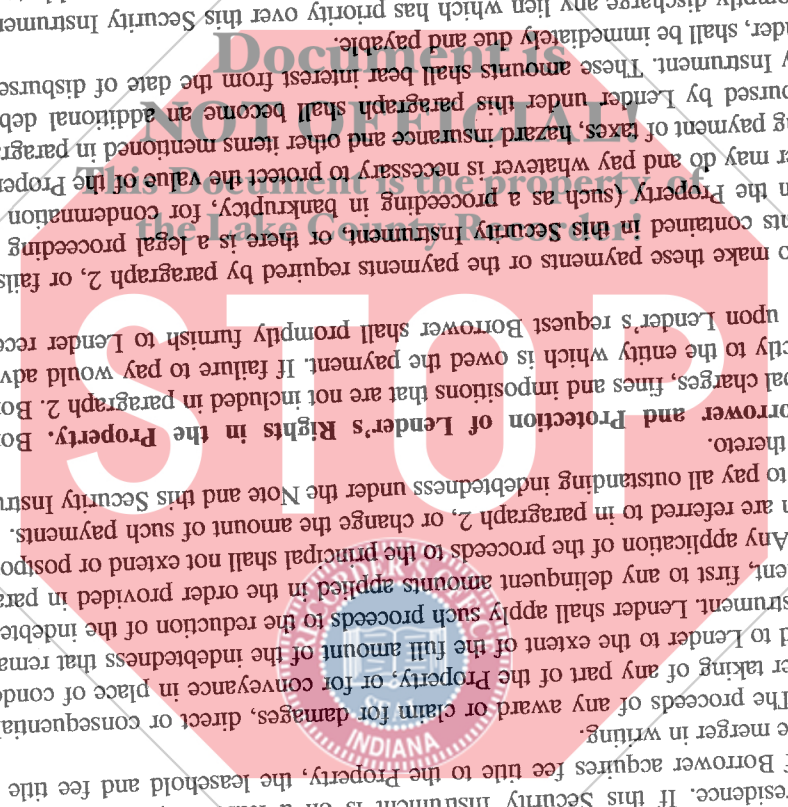 residence. If this Security Instrument is on a
f Borrower acquires fee title to the Property, the leasehold and fee title
e merger in writing.
The proceeds of any award or claim for damages, direct or consequential
er taking of any part of the Property, or for conveyance in place of
d to Lender to the extent of the full amount of the indebtedness that
strument. Lender shall apply such proceeds to the reduction of the
ent, first to any delinquent amounts applied in the order provided in
Any application of the proceeds to the principal shall not extend or
h are referred to in paragraph 2, or change the amount of such payments.
to pay all outstanding indebtedness under the Note and this Security Instru
thereto.
orrower and Protection of Lender's Rights in the Property. Bo
pal charges, fines and impositions that are not included in paragraph 2. Bo
ctly to the entity which is owed the payment. If failure to pay would adv
upon Lender's request Borrower shall promptly furnish to Lender rece
o make these payments or the payments required by paragraph 2, or fails
nts contained in this Security Instrument, or there is a legal proceeding
n the Property (such as a proceeding in bankruptcy, for condemnation
er may do and pay whatever is necessary to protect the value of the Proper
ng payment of taxes, hazard insurance and other items mentioned in paragra
oursed by Lender under this paragraph shall become an additional deb
y Instrument. These amounts shall bear interest from the date of disburse
nder, shall be immediately due and payable.
omptly discharge any lien which has priority over this Security Instrument
Document is
NOT OFFICIAL!
This Document is the property of
the Lake County Recorder!
STOP
SEAL
INDIANA